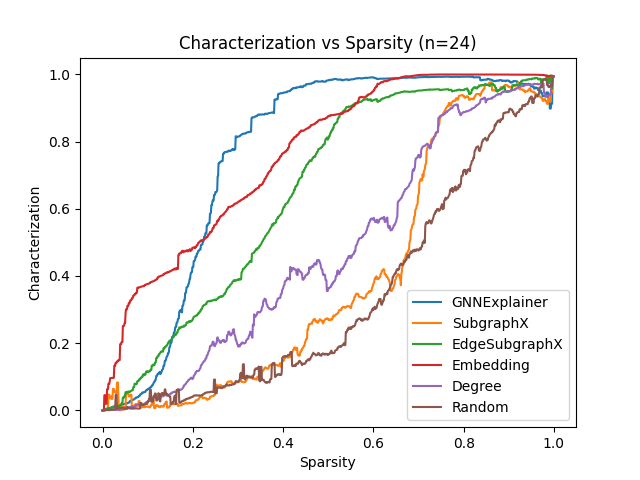 Characterization vs Sparsity (n=24)
Characterization
1.0
0.8
0.6
0.4
0.2
0.0
0.0 0.2 0.4 0.6 0.8 1.0
Sparsity
GNNExplainer
SubgraphX
EdgeSubgraphX
Embedding
Degree
Random